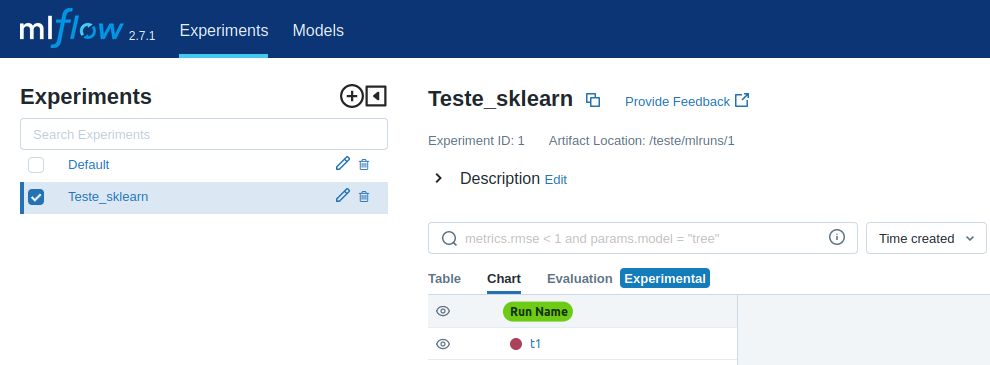 mlflow 2.7.1 Experiments Models
Experiments
Search Experiments
Default
Teste_sklearn
Teste_sklearn Provide Feedback
Experiment ID: 1 Artifact Location: /teste/mlruns/1
Description Edit
metrics.rmse < 1 and params.model = "tree" Time created
Table Chart Evaluation Experimental
Run Name
t1